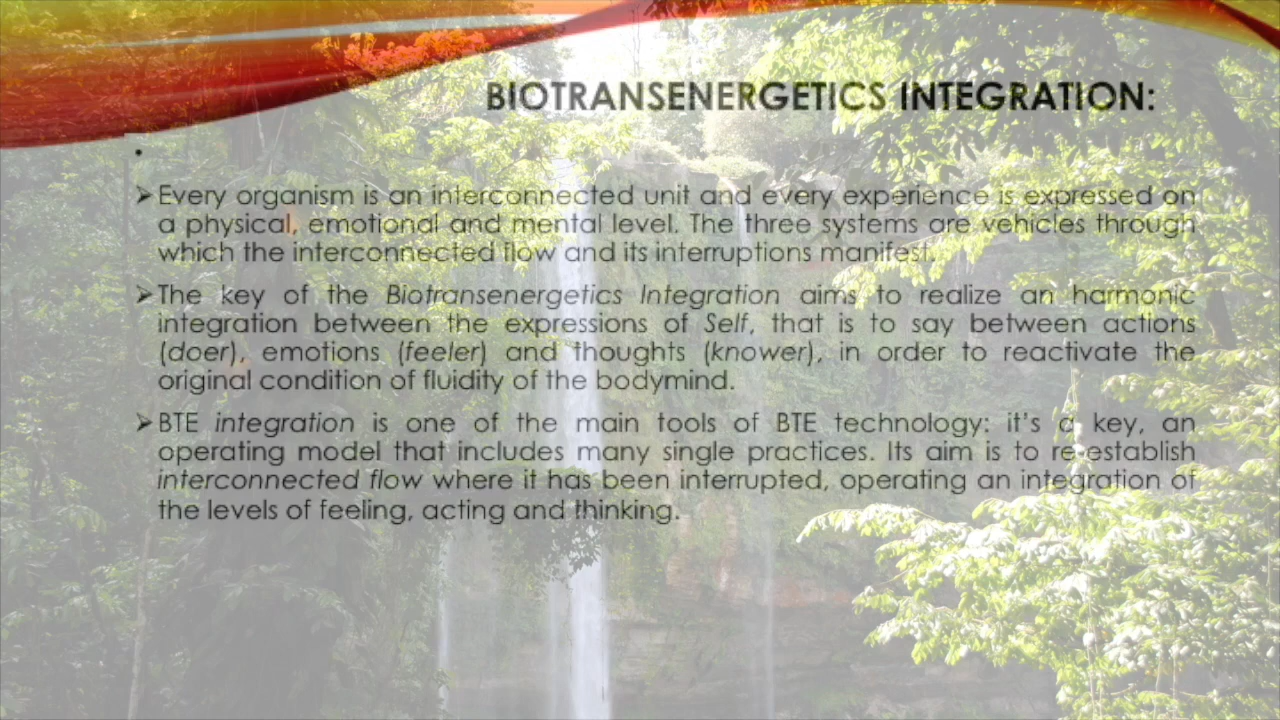 BIOTRANSENERGETICS INTEGRATION:
•
➢Every organism is an interconnected unit and every experience is expressed on
a physical, emotional and mental level. The three systems are vehicles through
which the interconnected flow and its interruptions manifest.
➢The key of the Biotransenergetics Integration aims to realize an harmonic
integration between the expressions of Self, that is to say between actions
(doer), emotions (feeler) and thoughts (knower), in order to reactivate the
original condition of fluidity of the bodymind.
➢BTE integration is one of the main tools of BTE technology: it’s a key, an
operating model that includes many single practices. Its aim is to re-establish
interconnected flow where it has been interrupted, operating an integration of
the levels of feeling, acting and thinking.